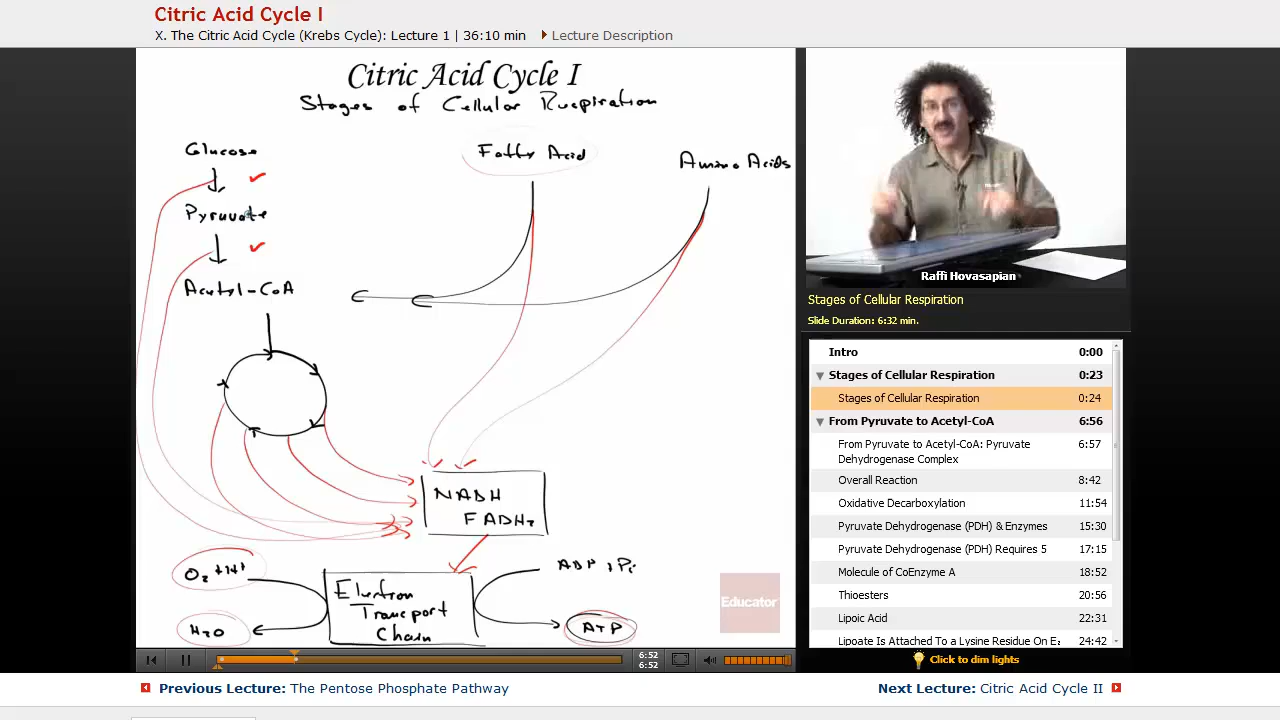 Citric Acid Cycle I
X. The Citric Acid Cycle (Krebs Cycle): Lecture 1 | 36:10 min
Lecture Description
Citric Acid Cycle I
Stages of Cellular Respiration
Glucose
Fatty Acid
Amino Acids
Pyruvate
Acetyl-CoA
NADH
FADH₂
O₂ + H⁺
ADP + Pi
Electron
Transport
Chain
H₂O
ATP
Educator
Raffi Hovasapian
Stages of Cellular Respiration
Slide Duration: 6:32 min.
Intro 0:00
Stages of Cellular Respiration 0:23
Stages of Cellular Respiration 0:24
From Pyruvate to Acetyl-CoA 6:56
From Pyruvate to Acetyl-CoA: Pyruvate 6:57
Dehydrogenase Complex
Overall Reaction 8:42
Oxidative Decarboxylation 11:54
Pyruvate Dehydrogenase (PDH) & Enzymes 15:30
Pyruvate Dehydrogenase (PDH) Requires 5 17:15
Molecule of CoEnzyme A 18:52
Thioesters 20:56
Lipoic Acid 22:31
Lipoate Is Attached To a Lysine Residue On 24:42
6:52
6:52
Click to dim lights
Previous Lecture: The Pentose Phosphate Pathway
Next Lecture: Citric Acid Cycle II